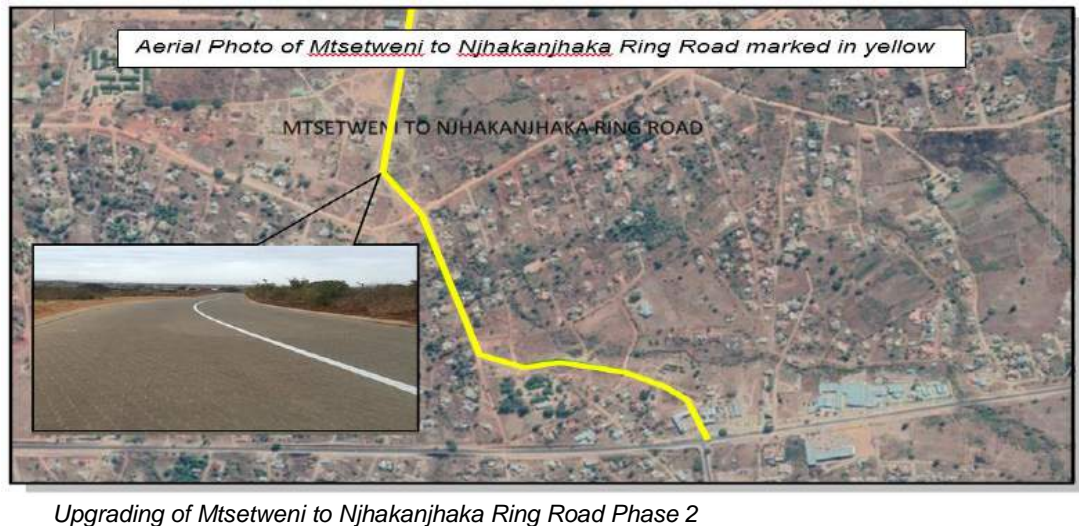 Aerial Photo of Mtsetweni to Njhakanjhaka Ring Road marked in yellow
MTSETWENI TO NJHAKANJHAKA RING ROAD
Upgrading of Mtsetweni to Njhakanjhaka Ring Road Phase 2